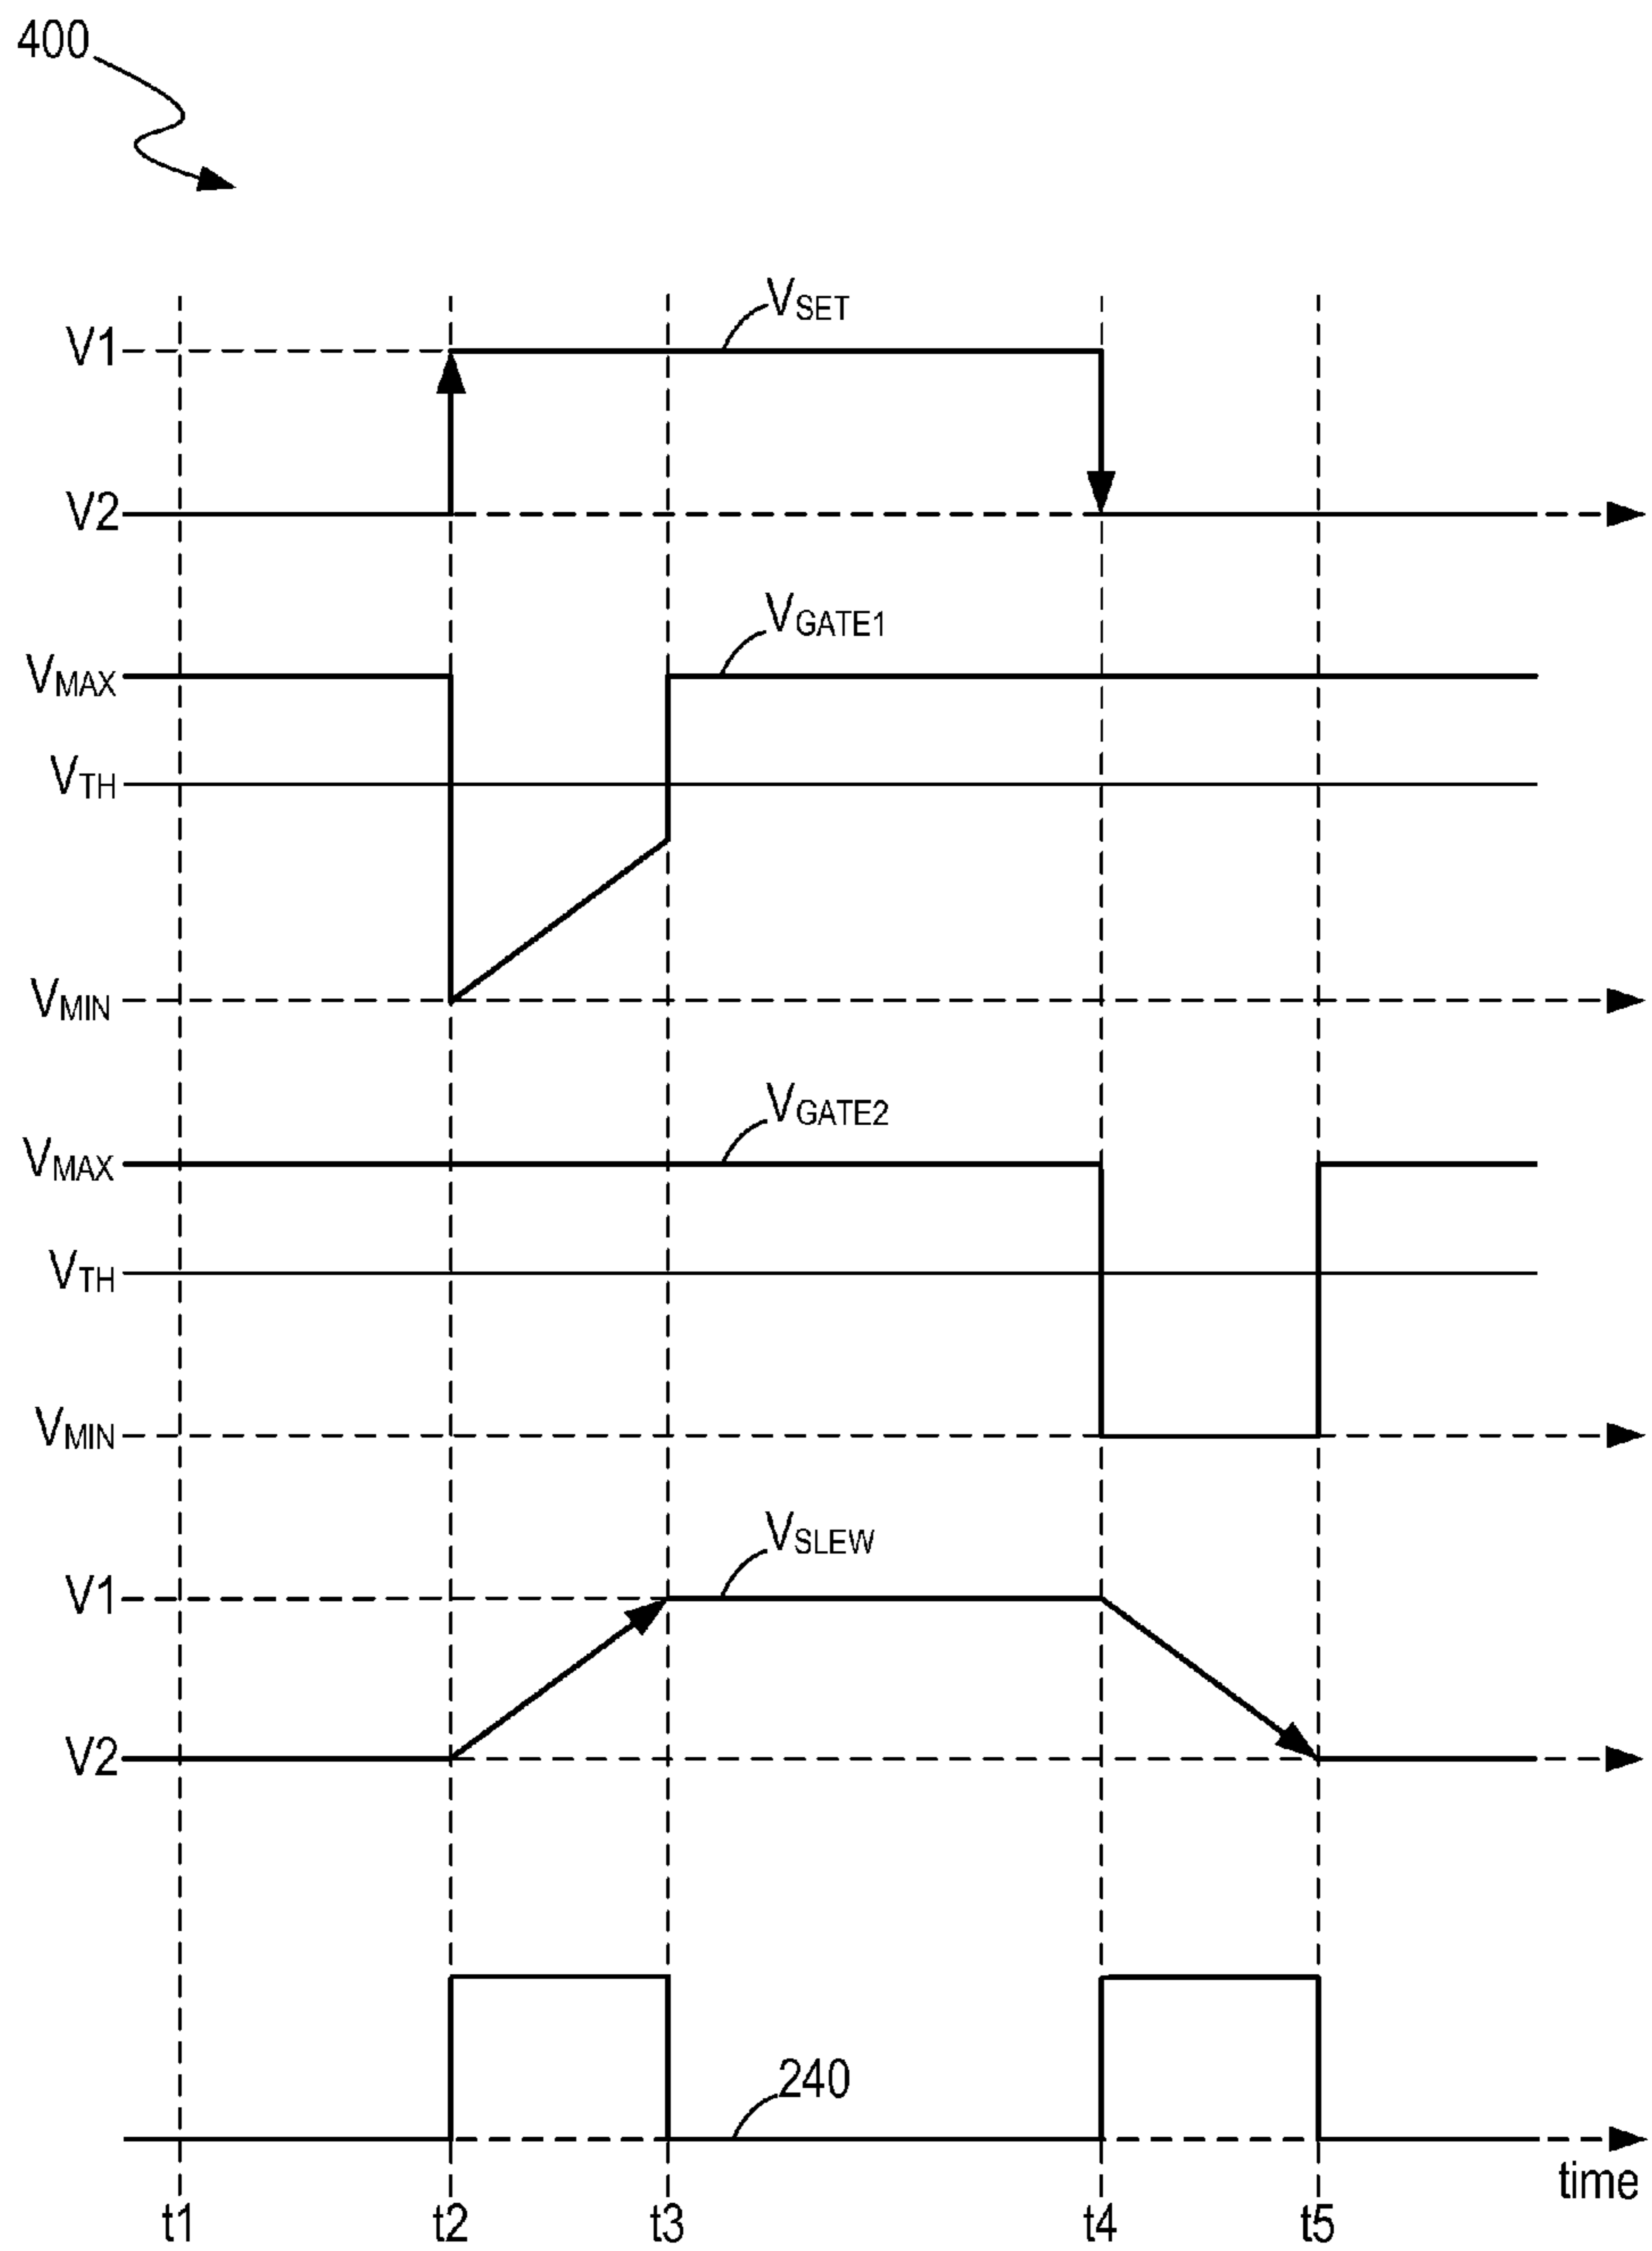 400
V1
VSET
V2
VGATE1
VMAX
VTH
VMIN
VGATE2
VMAX
VTH
VMIN
VSLEW
V1
V2
240
time
t1 t2 t3 t4 t5